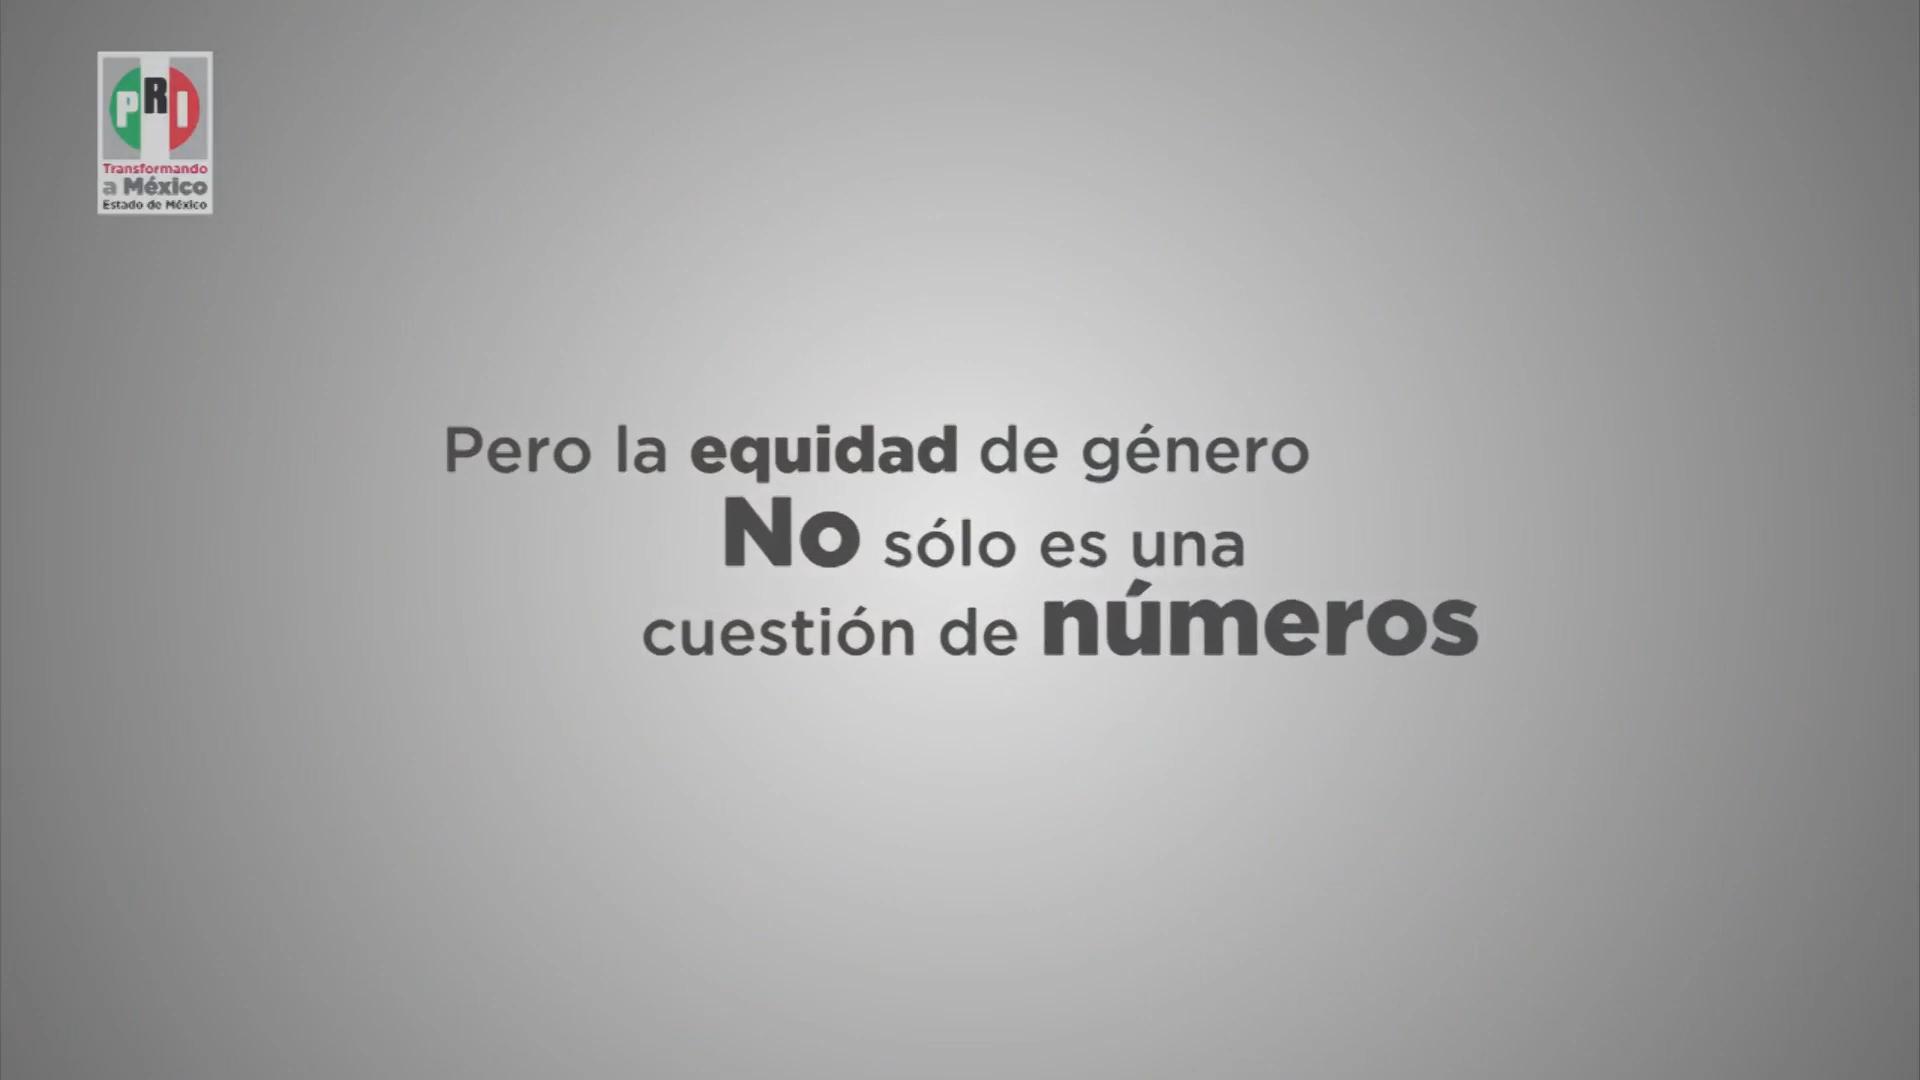 PRI
Transformando
a México
Estado de México
Pero la equidad de género
No sólo es una
cuestión de números